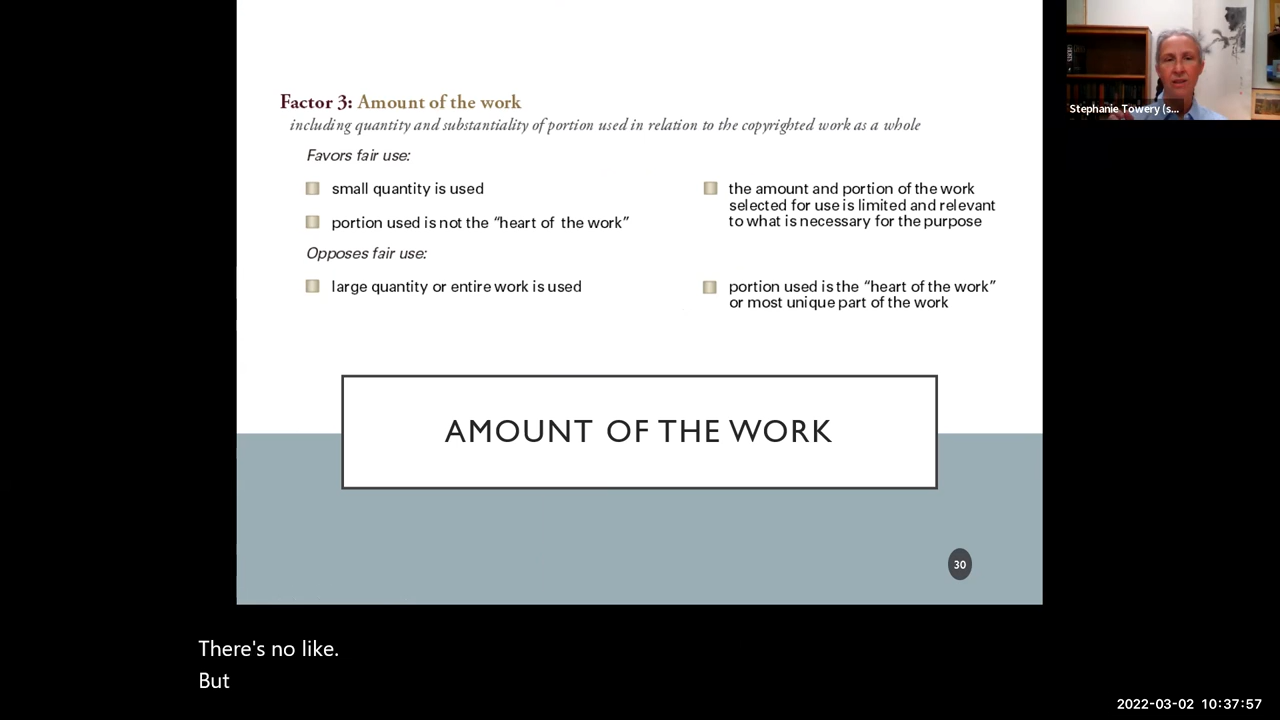 Factor 3: Amount of the work
including quantity and substantiality of portion used in relation to the copyrighted work as a whole
Favors fair use:
small quantity is used
portion used is not the “heart of the work”
the amount and portion of the work
selected for use is limited and relevant
to what is necessary for the purpose
Opposes fair use:
large quantity or entire work is used
portion used is the “heart of the work”
or most unique part of the work
AMOUNT OF THE WORK
30
Stephanie Towery (s...
There's no like.
But
2022-03-02 10:37:57